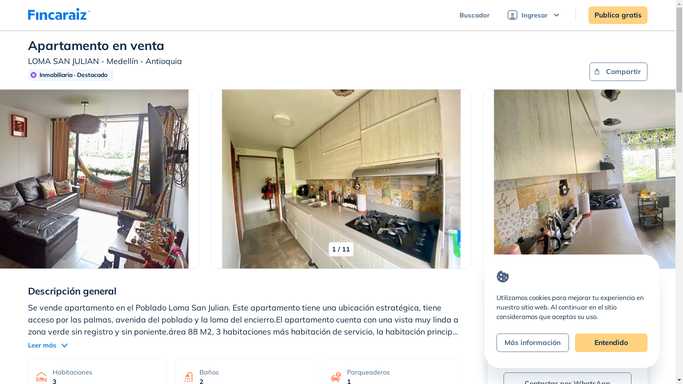 Fincaraiz
Buscador
Ingresar
Publica gratis
Apartamento en venta
LOMA SAN JULIAN - Medellín - Antioquia
Inmobiliaria - Destacado
Compartir
1 / 11
Descripción general
Se vende apartamento en el Poblado Loma San Julian. Este apartamento tiene una ubicación estratégica, tiene
acceso por las palmas, avenida del poblado y la loma del encierro.El apartamento cuenta con una vista muy linda a
zona verde sin registro y sin poniente.área 88 M2, 3 habitaciones más habitación de servicio, la habitación princip...
Leer más
Habitaciones
3
Baños
2
Parqueaderos
1
Utilizamos cookies para mejorar tu experiencia en
nuestro sitio web. Al continuar en el sitio
consideramos que aceptas su uso.
Más información
Entendido
Contactar por WhatsApp